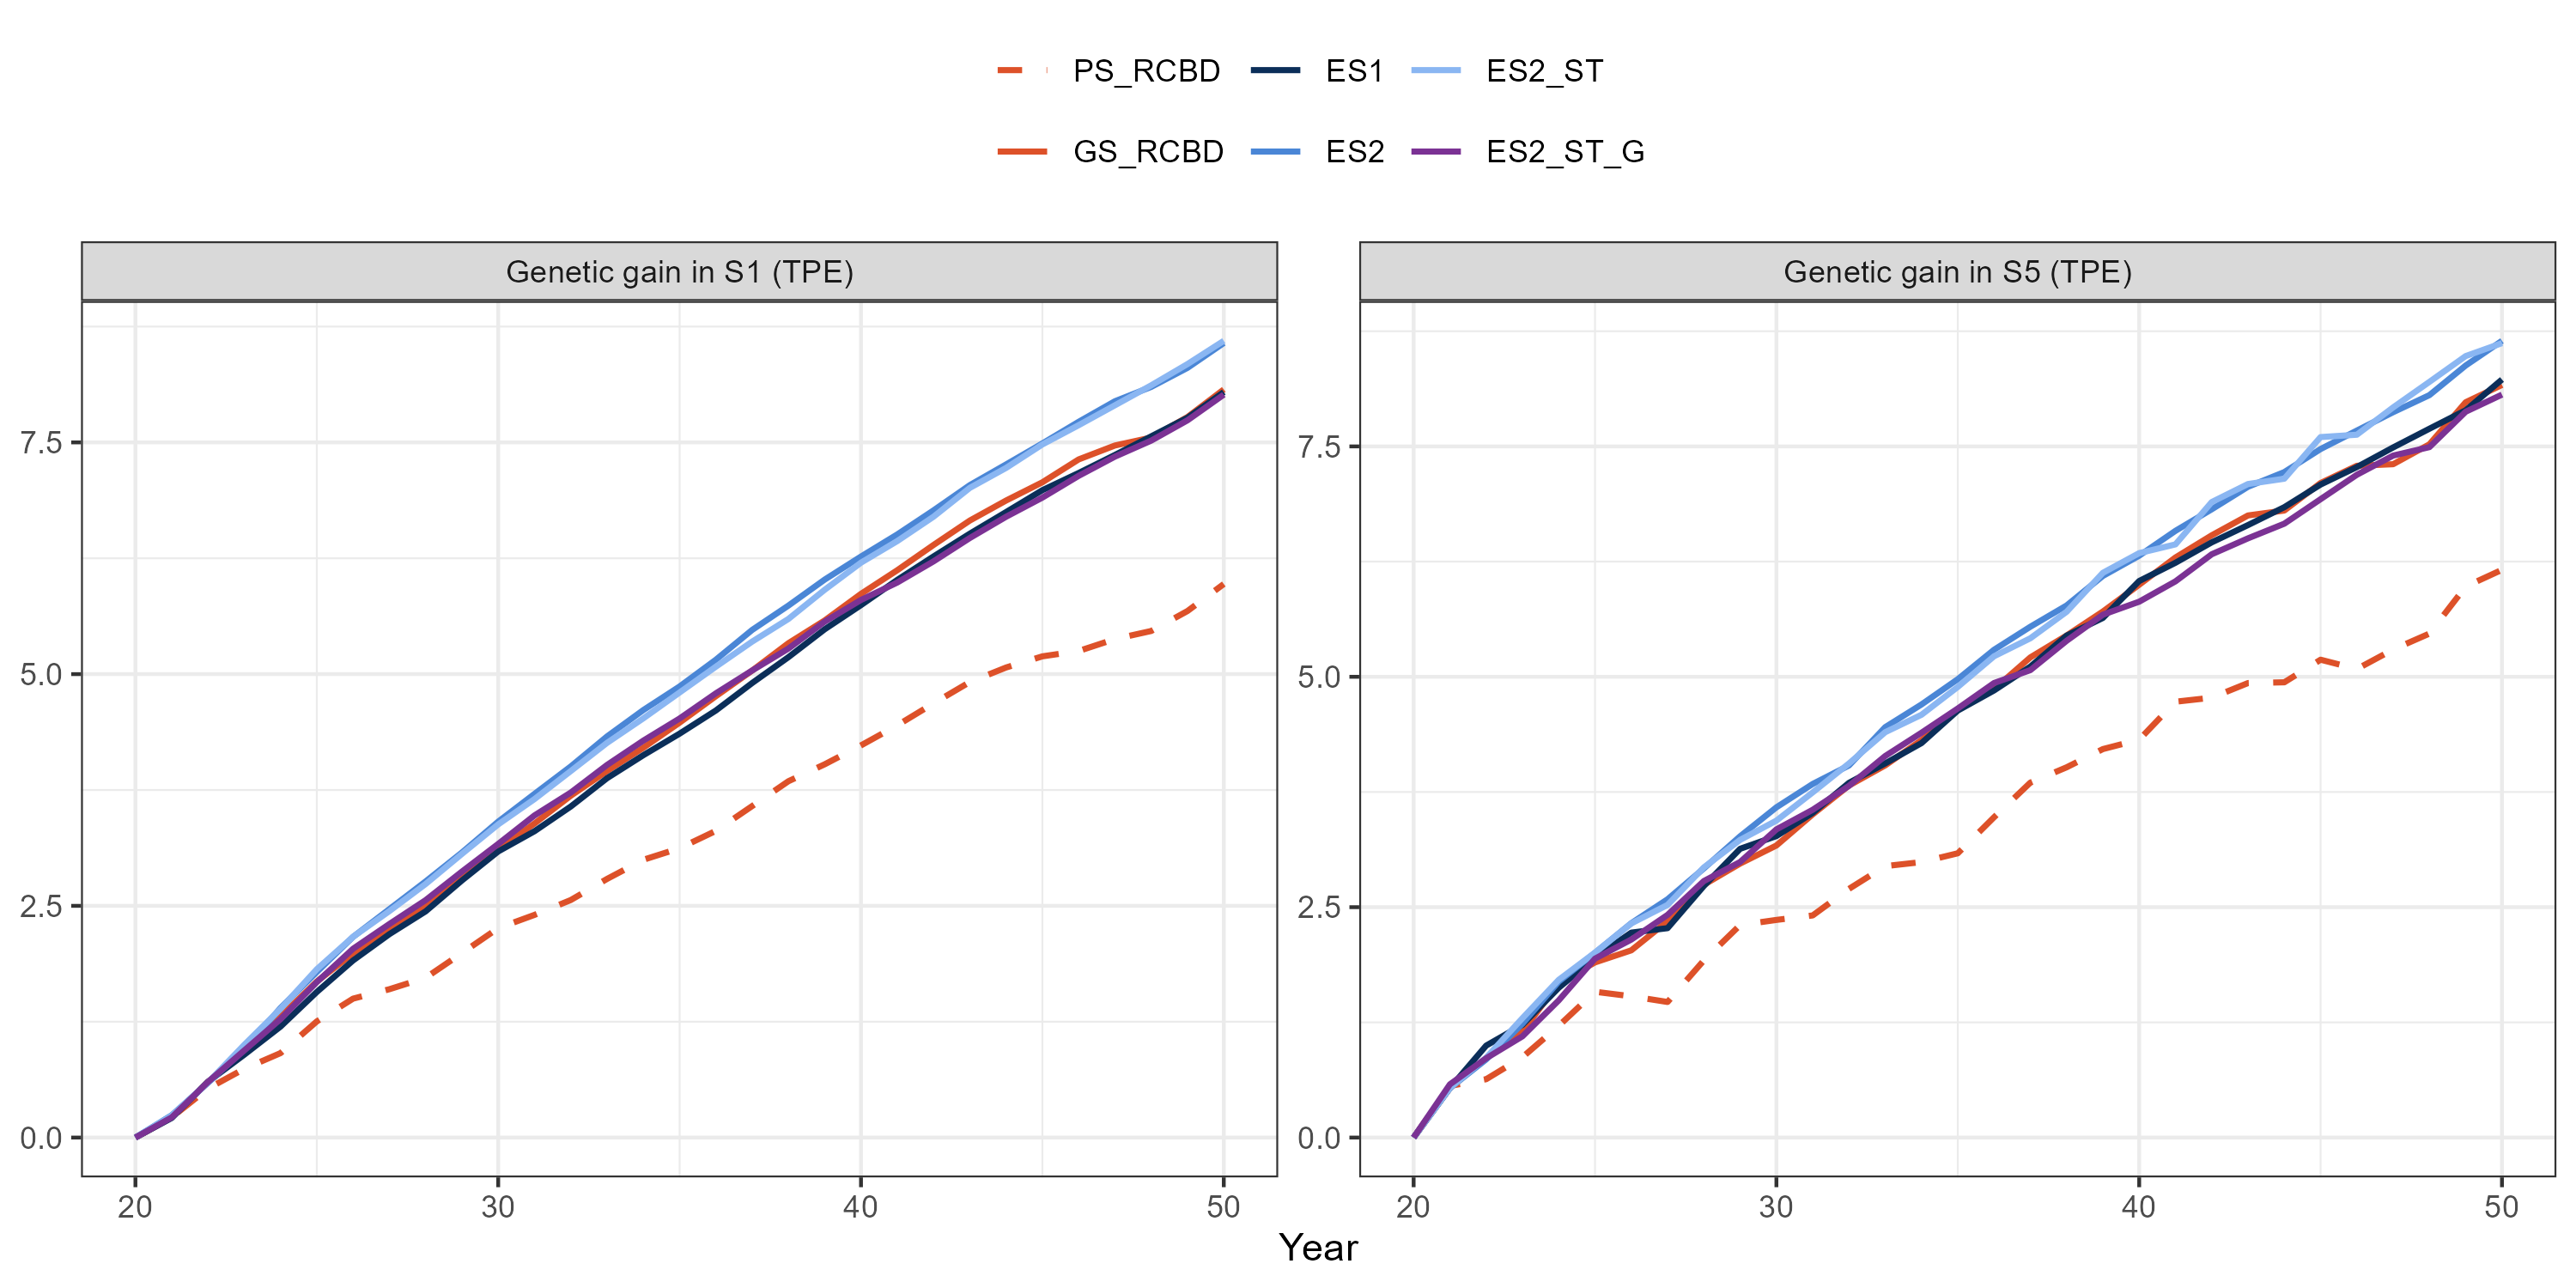 PS_RCBD ES1 ES2_ST
GS_RCBD ES2 ES2_ST_G
Genetic gain in S1 (TPE) Genetic gain in S5 (TPE)
7.5 7.5
5.0 5.0
2.5 2.5
0.0 0.0
20 30 40 50 20 30 40 50
Year